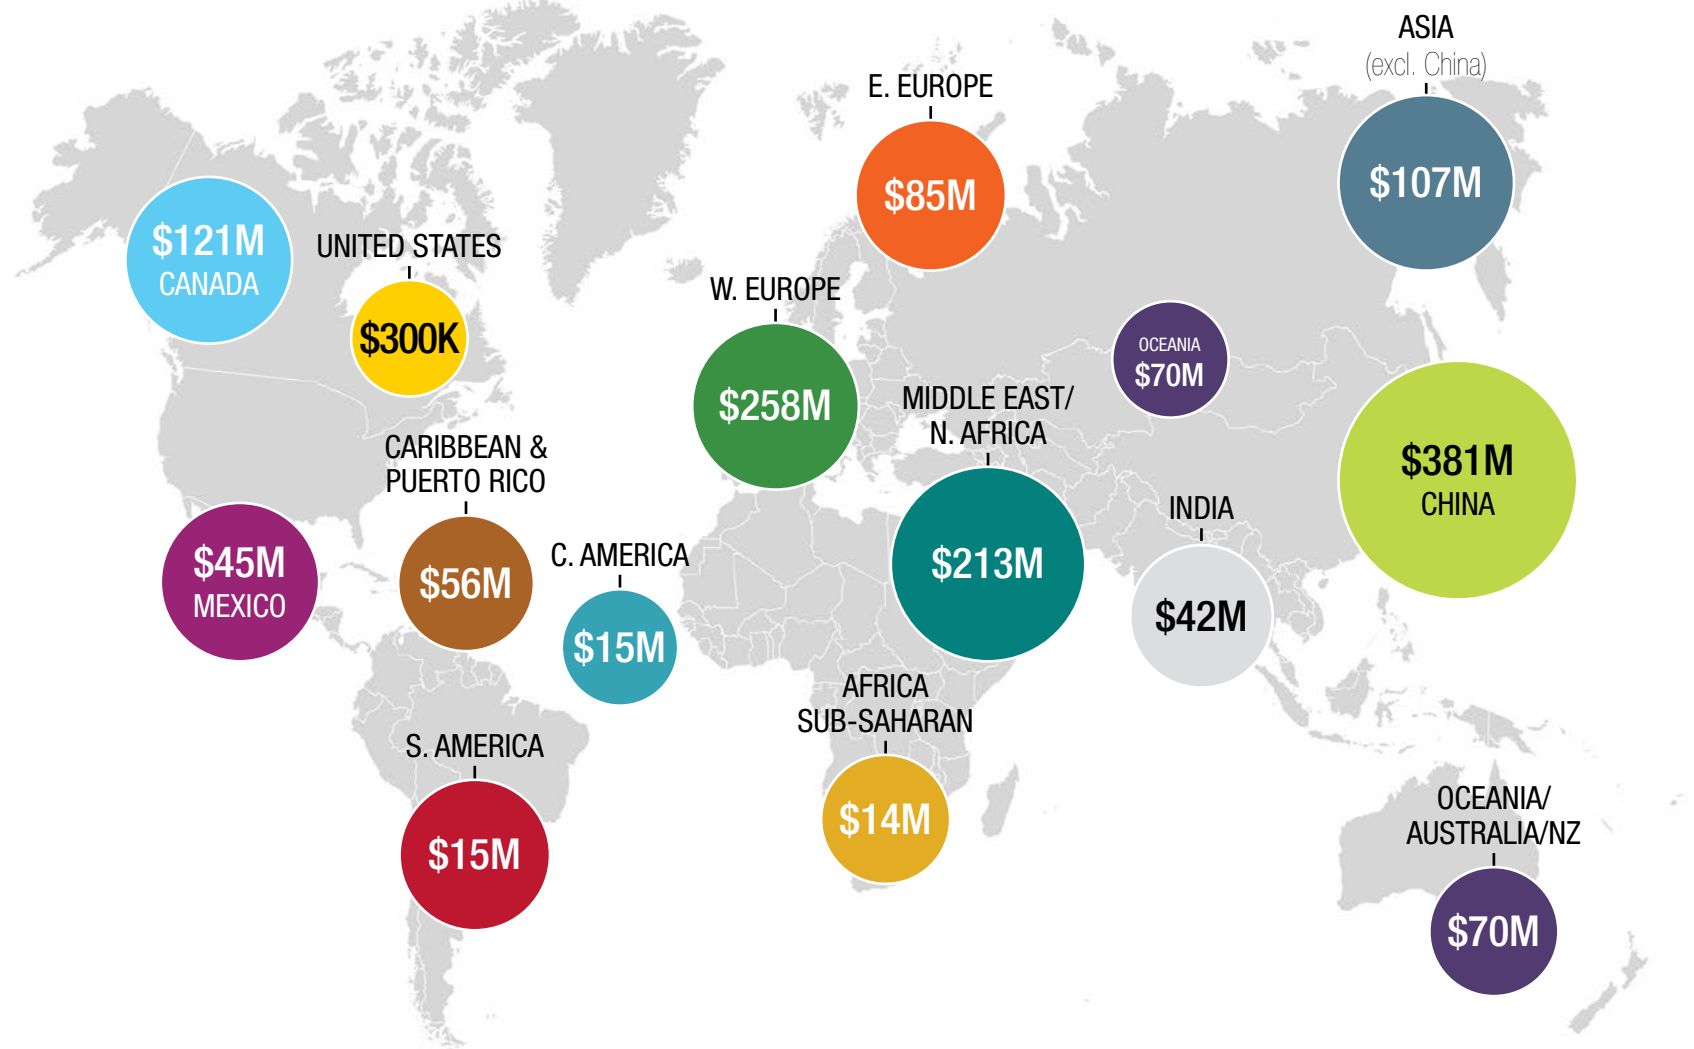 ASIA
(excl. China)
$107M
E. EUROPE
$85M
$121M
CANADA
UNITED STATES
$300K
W. EUROPE
$258M
OCEANIA
$70M
MIDDLE EAST/
N. AFRICA
$213M
$381M
CHINA
CARIBBEAN &
PUERTO RICO
$56M
$45M
MEXICO
C. AMERICA
$15M
INDIA
$42M
AFRICA
SUB-SAHARAN
$14M
S. AMERICA
$15M
OCEANIA/
AUSTRALIA/NZ
$70M